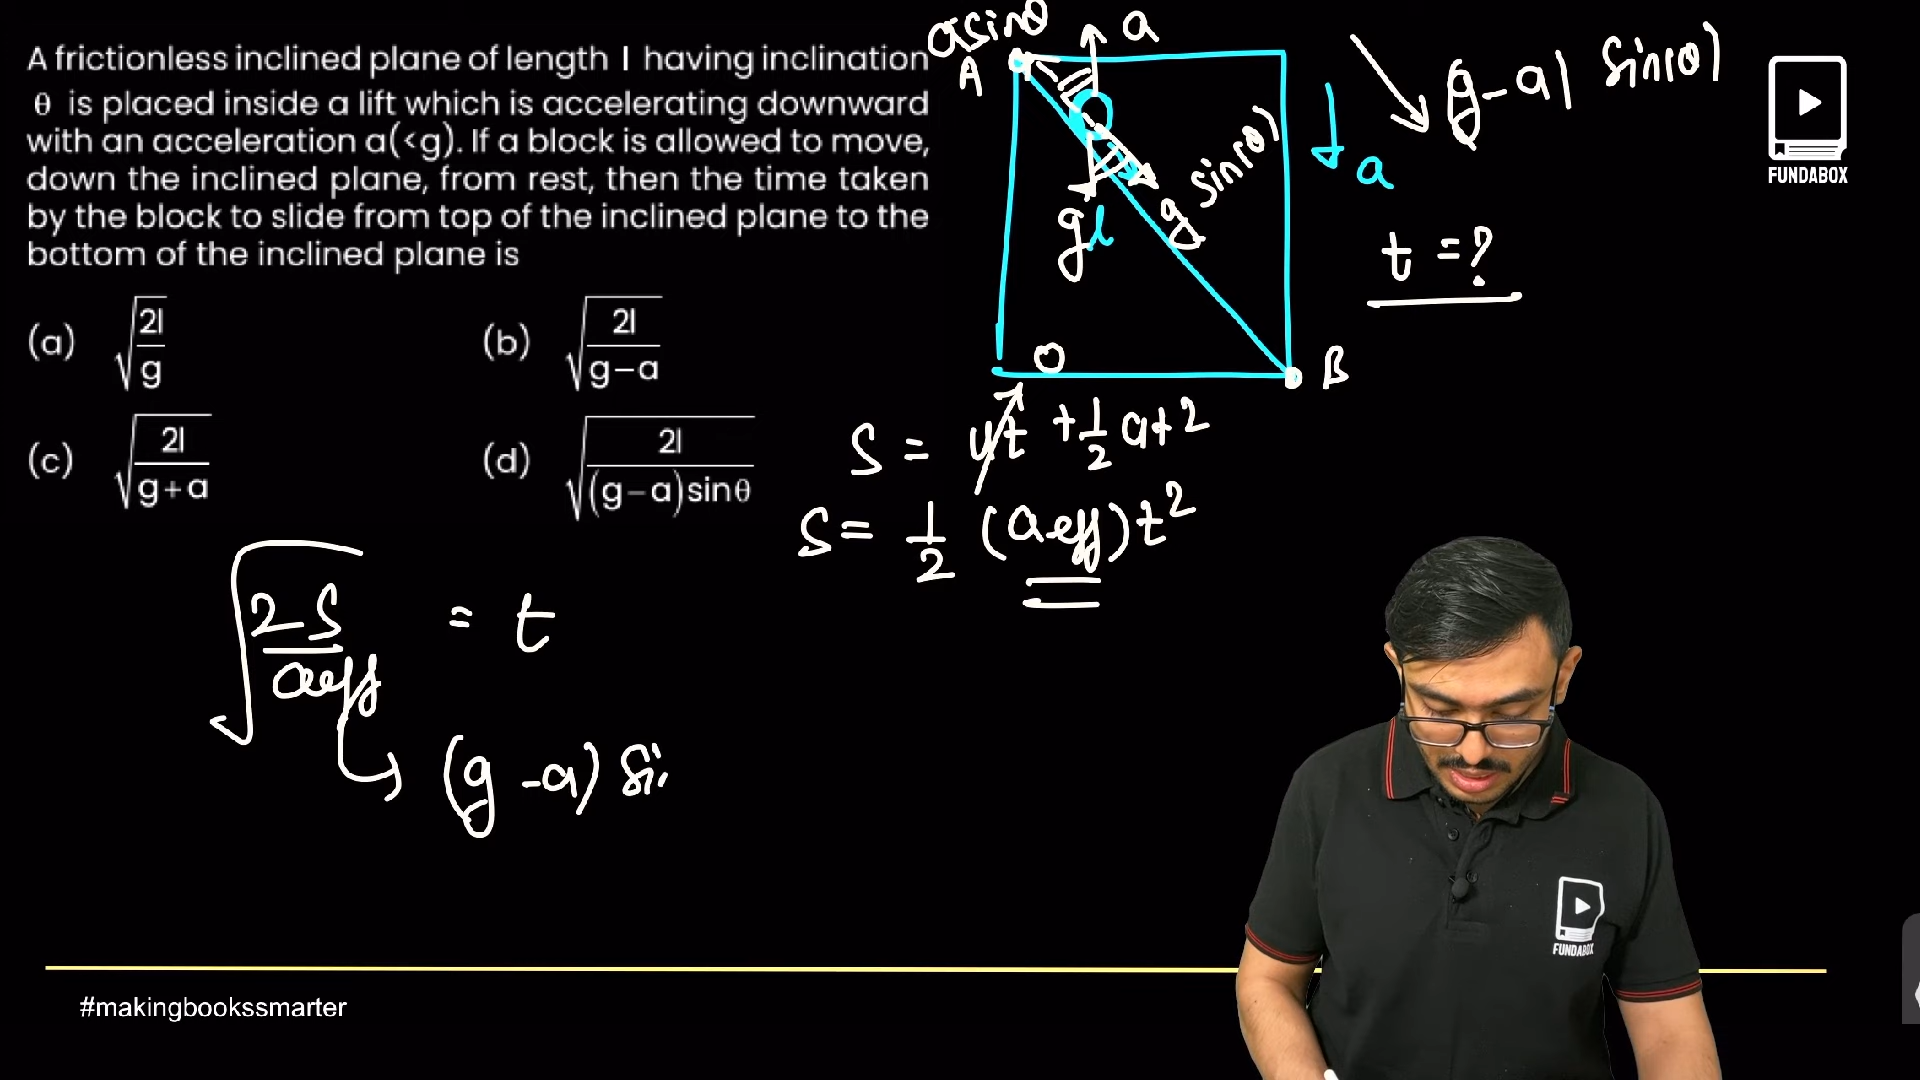 A frictionless inclined plane of length l having inclination
θ is placed inside a lift which is accelerating downward
with an acceleration a(<g). If a block is allowed to move,
down the inclined plane, from rest, then the time taken
by the block to slide from top of the inclined plane to the
bottom of the inclined plane is
(a) √(2l/g)
(b) √(2l/(g-a))
(c) √(2l/(g+a))
(d) √(2l/((g-a)sinθ))
a sinθ
a
A
g
l
g sin(θ)
O
B
a
(g-a) sin(θ)
t = ?
S = ut + 1/2 at2
S = 1/2 (aeff)t²
√(2S/aeff) = t
(g-a) Si
FUNDABOX
FUNDABOX
#makingbookssmarter